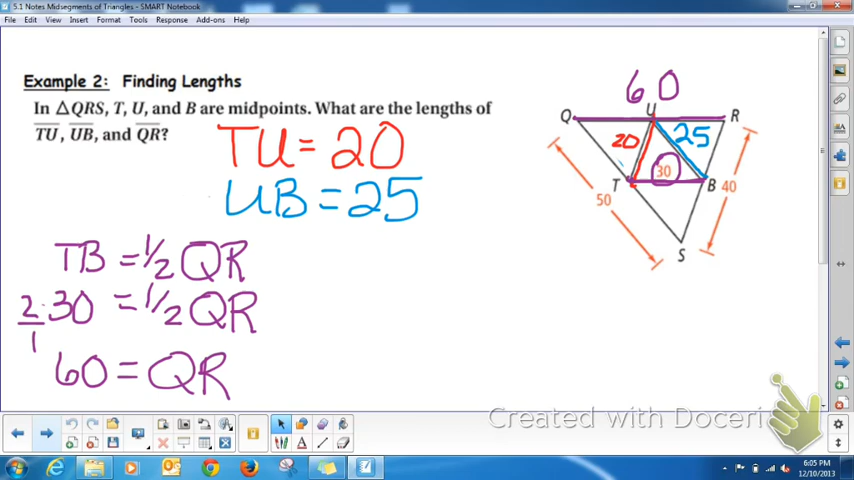 5.1 Notes Midsegments of Triangles - SMART Notebook
File Edit View Insert Format Tools Response Add-ons Help
Example 2: Finding Lengths
In △QRS, T, U, and B are midpoints. What are the lengths of
TU, UB, and QR?
TU = 20
UB = 25
TB = 1/2 QR
2/1 · 30 = 1/2 QR
60 = QR
60
Q U R
20 25
30
T B
50 40
S
Created with Doceri
6:05 PM
12/10/2013